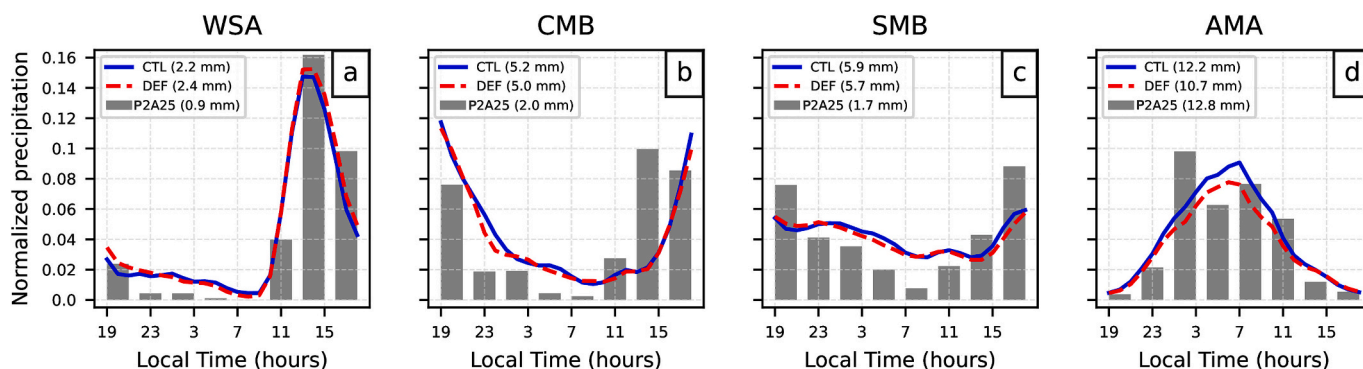 WSA
CMB
SMB
AMA
Normalized precipitation
0.16
0.14
0.12
0.1
0.08
0.06
0.04
0.02
0.0
CTL (2.2 mm)
DEF (2.4 mm)
P2A25 (0.9 mm)
a
19 23 3 7 11 15
Local Time (hours)
CTL (5.2 mm)
DEF (5.0 mm)
P2A25 (2.0 mm)
b
19 23 3 7 11 15
Local Time (hours)
CTL (5.9 mm)
DEF (5.7 mm)
P2A25 (1.7 mm)
c
19 23 3 7 11 15
Local Time (hours)
CTL (12.2 mm)
DEF (10.7 mm)
P2A25 (12.8 mm)
d
19 23 3 7 11 15
Local Time (hours)